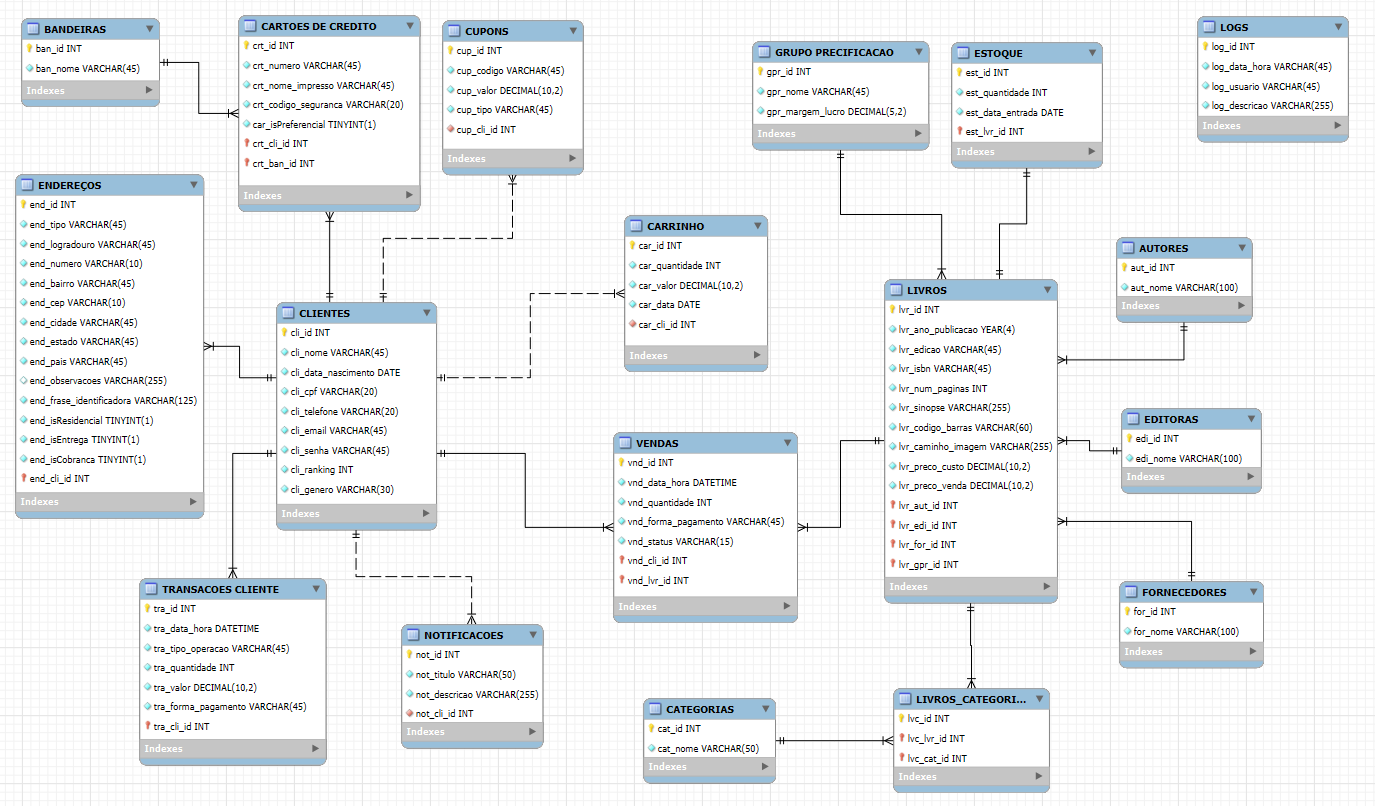 BANDEIRAS
ban_id INT
ban_nome VARCHAR(45)
Indexes
CARTOES DE CREDITO
crt_id INT
crt_numero VARCHAR(45)
crt_nome_impresso VARCHAR(45)
crt_codigo_seguranca VARCHAR(20)
car_isPreferencial TINYINT(1)
crt_cli_id INT
crt_ban_id INT
Indexes
CUPONS
cup_id INT
cup_codigo VARCHAR(45)
cup_valor DECIMAL(10,2)
cup_tipo VARCHAR(45)
cup_cli_id INT
Indexes
GRUPO PRECIFICACAO
gpr_id INT
gpr_nome VARCHAR(45)
gpr_margem_lucro DECIMAL(5,2)
Indexes
ESTOQUE
est_id INT
est_quantidade INT
est_data_entrada DATE
est_lvr_id INT
Indexes
LOGS
log_id INT
log_data_hora VARCHAR(45)
log_usuario VARCHAR(45)
log_descricao VARCHAR(255)
Indexes
ENDEREÇOS
end_id INT
end_tipo VARCHAR(45)
end_logradouro VARCHAR(45)
end_numero VARCHAR(10)
end_bairro VARCHAR(45)
end_cep VARCHAR(10)
end_cidade VARCHAR(45)
end_estado VARCHAR(45)
end_pais VARCHAR(45)
end_observacoes VARCHAR(255)
end_frase_identificadora VARCHAR(125)
end_isResidencial TINYINT(1)
end_isEntrega TINYINT(1)
end_isCobranca TINYINT(1)
end_cli_id INT
Indexes
CLIENTES
cli_id INT
cli_nome VARCHAR(45)
cli_data_nascimento DATE
cli_cpf VARCHAR(20)
cli_telefone VARCHAR(20)
cli_email VARCHAR(45)
cli_senha VARCHAR(45)
cli_ranking INT
cli_genero VARCHAR(30)
Indexes
CARRINHO
car_id INT
car_quantidade INT
car_valor DECIMAL(10,2)
car_data DATE
car_cli_id INT
Indexes
LIVROS
lvr_id INT
lvr_ano_publicacao YEAR(4)
lvr_edicao VARCHAR(45)
lvr_isbn VARCHAR(45)
lvr_num_paginas INT
lvr_sinopse VARCHAR(255)
lvr_codigo_barras VARCHAR(60)
lvr_caminho_imagem VARCHAR(255)
lvr_preco_custo DECIMAL(10,2)
lvr_preco_venda DECIMAL(10,2)
lvr_aut_id INT
lvr_edi_id INT
lvr_for_id INT
lvr_gpr_id INT
Indexes
AUTORES
aut_id INT
aut_nome VARCHAR(100)
Indexes
VENDAS
vnd_id INT
vnd_data_hora DATETIME
vnd_quantidade INT
vnd_forma_pagamento VARCHAR(45)
vnd_status VARCHAR(15)
vnd_cli_id INT
vnd_lvr_id INT
Indexes
EDITORAS
edi_id INT
edi_nome VARCHAR(100)
Indexes
TRANSACOES CLIENTE
tra_id INT
tra_data_hora DATETIME
tra_tipo_operacao VARCHAR(45)
tra_quantidade INT
tra_valor DECIMAL(10,2)
tra_forma_pagamento VARCHAR(45)
tra_cli_id INT
Indexes
NOTIFICACOES
not_id INT
not_titulo VARCHAR(50)
not_descricao VARCHAR(255)
not_cli_id INT
Indexes
FORNECEDORES
for_id INT
for_nome VARCHAR(100)
Indexes
CATEGORIAS
cat_id INT
cat_nome VARCHAR(50)
Indexes
LIVROS_CATEGORI...
lvc_id INT
lvc_lvr_id INT
lvc_cat_id INT
Indexes